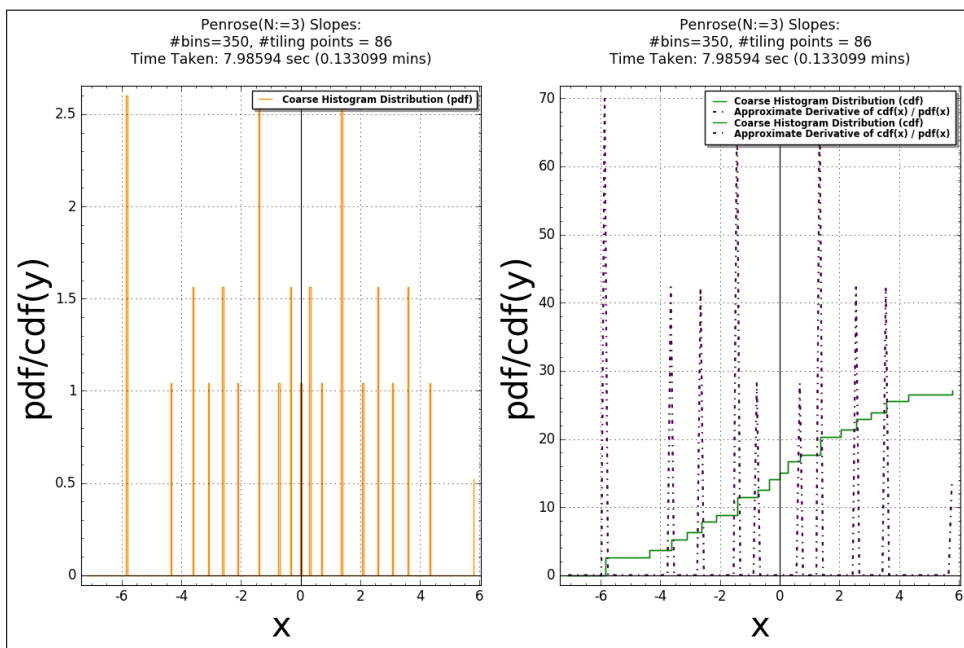 Penrose(N:=3) Slopes:
#bins=350, #tiling points = 86
Time Taken: 7.98594 sec (0.133099 mins)
Coarse Histogram Distribution (pdf)
2.5
2
1.5
1
0.5
0
pdf/cdf(y)
-6 -4 -2 0 2 4 6
x
Penrose(N:=3) Slopes:
#bins=350, #tiling points = 86
Time Taken: 7.98594 sec (0.133099 mins)
Coarse Histogram Distribution (cdf)
Approximate Derivative of cdf(x) / pdf(x)
Coarse Histogram Distribution (cdf)
Approximate Derivative of cdf(x) / pdf(x)
70
60
50
40
30
20
10
0
pdf/cdf(y)
-6 -4 -2 0 2 4 6
x